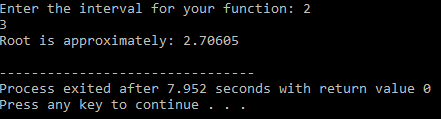 Enter the interval for your function: 2
3
Root is approximately: 2.70605
--------------------------------
Process exited after 7.952 seconds with return value 0
Press any key to continue . . .